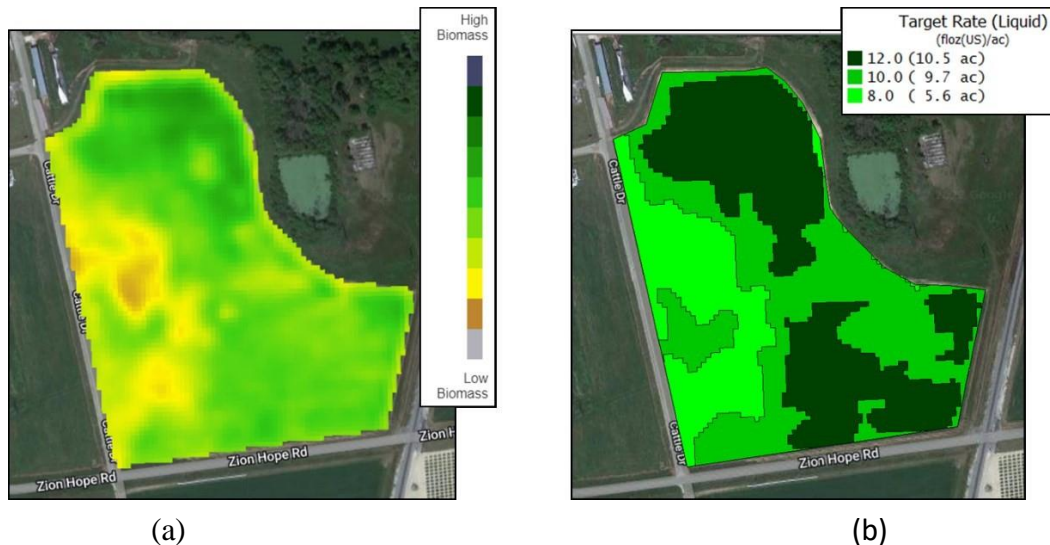 High
Biomass
Low
Biomass
Cattle Dr
Cattle Dr
Zion Hope Rd
Zion Hope Rd
Zion H
(a)
Target Rate (Liquid)
(floz(US)/ac)
12.0 (10.5 ac)
10.0 ( 9.7 ac)
8.0 ( 5.6 ac)
Cattle Dr
Cattle Dr
Zion Hope Rd
(b)